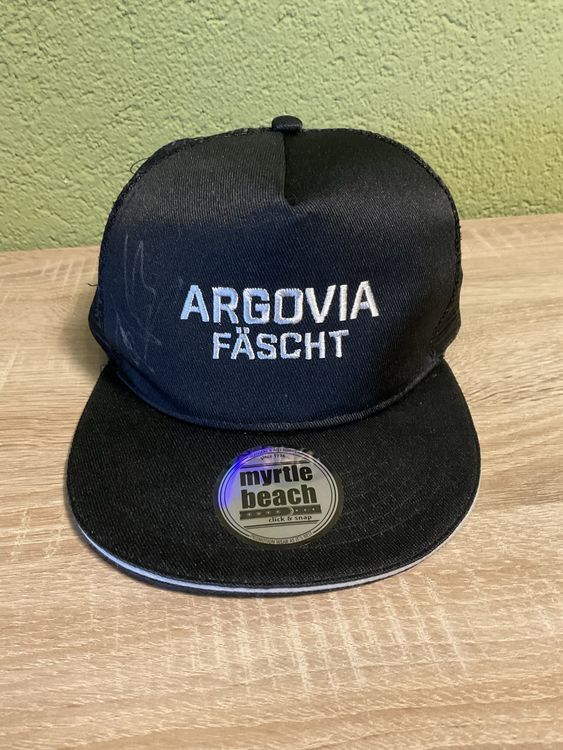 ARGOVIA
FÄSCHT
myrtle
beach
click & snap